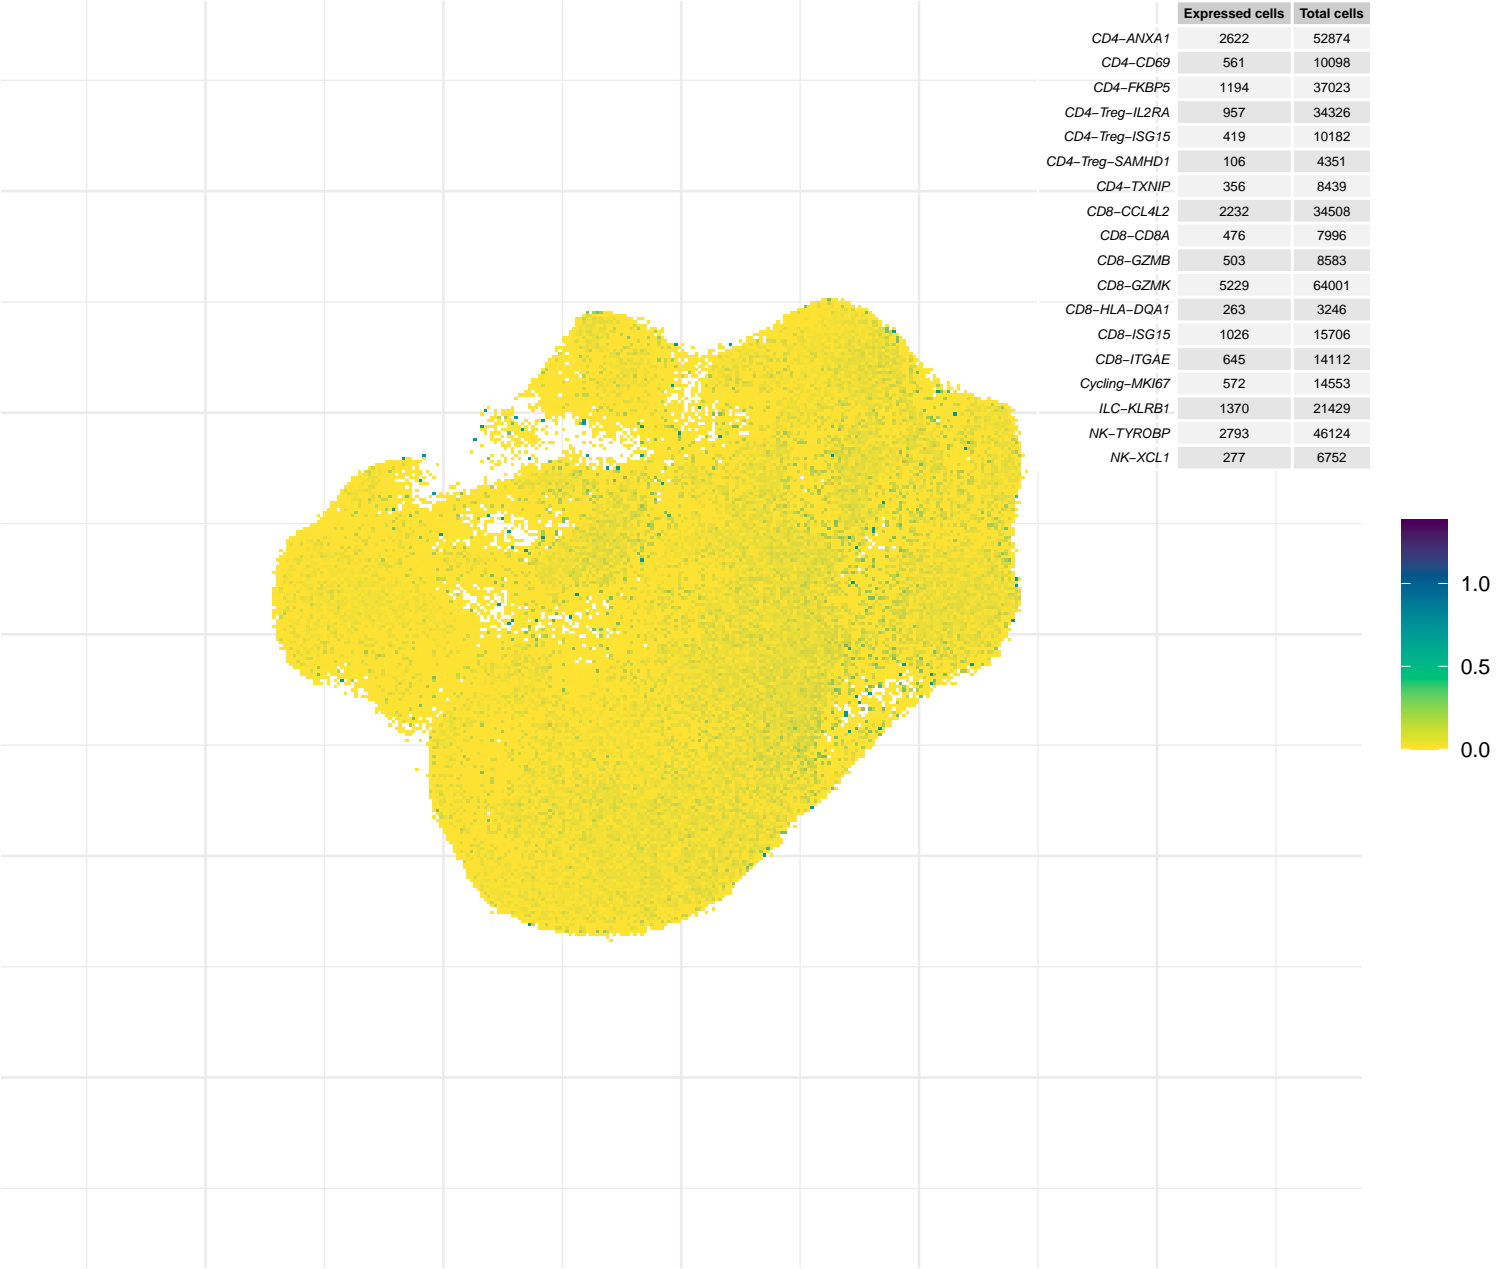 Expressed cells Total cells
CD4−ANXA1 2622 52874
CD4−CD69 561 10098
CD4−FKBP5 1194 37023
CD4−Treg−IL2RA 957 34326
CD4−Treg−ISG15 419 10182
CD4−Treg−SAMHD1 106 4351
CD4−TXNIP 356 8439
CD8−CCL4L2 2232 34508
CD8−CD8A 476 7996
CD8−GZMB 503 8583
CD8−GZMK 5229 64001
CD8−HLA−DQA1 263 3246
CD8−ISG15 1026 15706
CD8−ITGAE 645 14112
Cycling−MKI67 572 14553
ILC−KLRB1 1370 21429
NK−TYROBP 2793 46124
NK−XCL1 277 6752
1.0
0.5
0.0